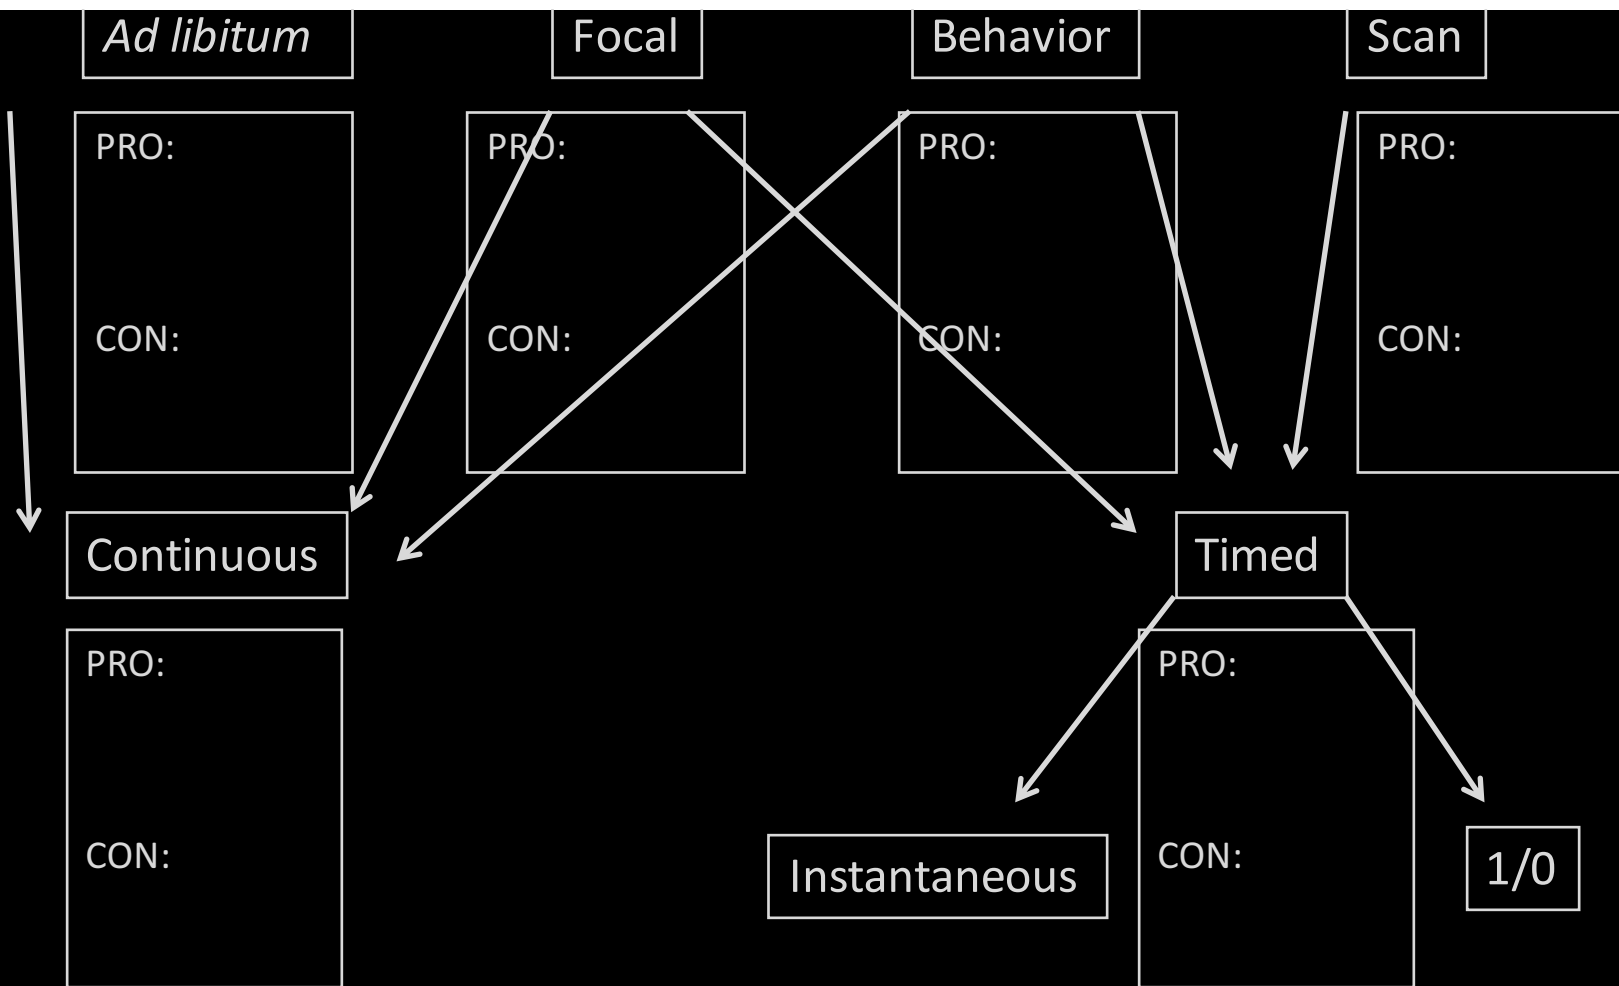 Ad libitum
Focal
Behavior
Scan
PRO:
PRO:
PRO:
PRO:
CON:
CON:
CON:
CON:
Continuous
Timed
PRO:
PRO:
CON:
Instantaneous
CON:
1/0